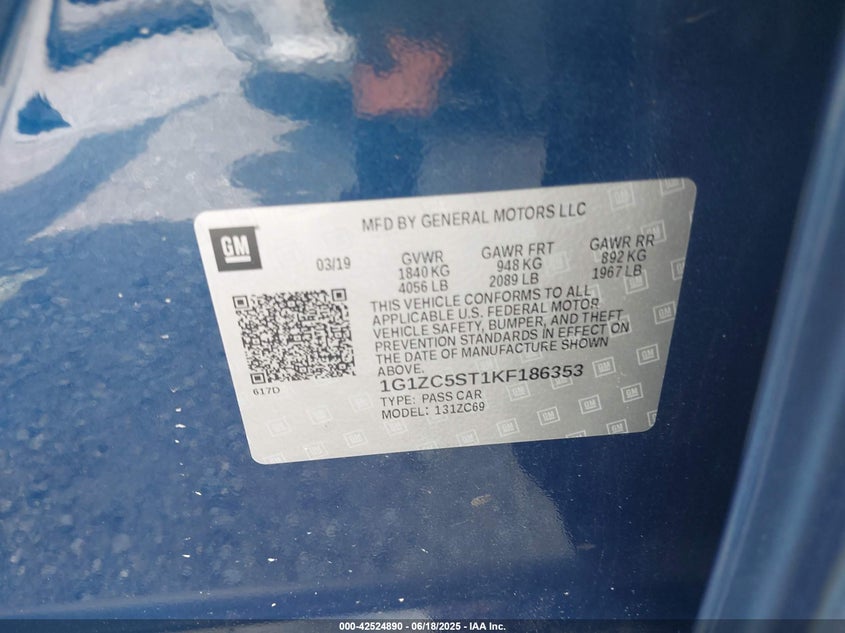 GM
MFD BY GENERAL MOTORS LLC
03/19
GVWR
1840 KG
4056 LB
GAWR FRT
948 KG
2089 LB
GAWR RR
892 KG
1967 LB
THIS VEHICLE CONFORMS TO ALL
APPLICABLE U.S. FEDERAL MOTOR
VEHICLE SAFETY, BUMPER, AND THEFT
PREVENTION STANDARDS IN EFFECT ON
THE DATE OF MANUFACTURE SHOWN
ABOVE.
617D
1G1ZC5ST1KF186353
TYPE: PASS CAR
MODEL: 131ZC69
000-42524890 - 06/18/2025 - IAA Inc.